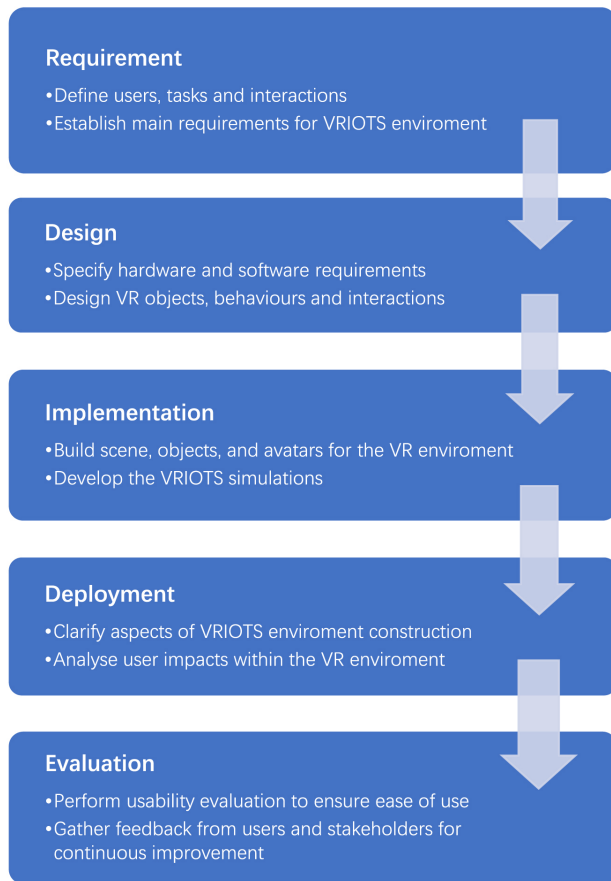 Requirement
•Define users, tasks and interactions
•Establish main requirements for VRIOTS enviroment
Design
•Specify hardware and software requirements
•Design VR objects, behaviours and interactions
Implementation
•Build scene, objects, and avatars for the VR enviroment
•Develop the VRIOTS simulations
Deployment
•Clarify aspects of VRIOTS enviroment construction
•Analyse user impacts within the VR enviroment
Evaluation
•Perform usability evaluation to ensure ease of use
•Gather feedback from users and stakeholders for
continuous improvement